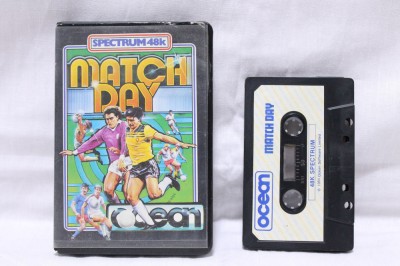 SPECTRUM 48K
MATCH
DAY
ocean
ocean
MATCH DAY
48K SPECTRUM